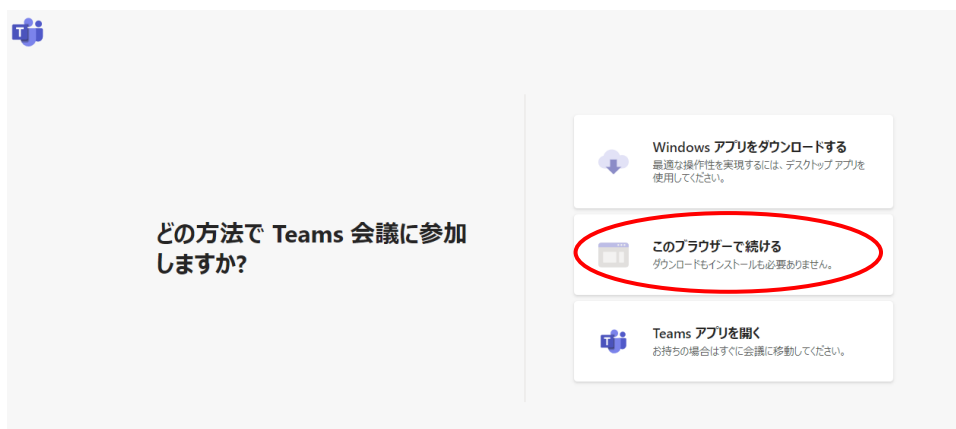 どの方法で Teams 会議に参加
しますか?
Windows アプリをダウンロードする
最適な操作性を実現するには、デスクトップ アプリを
使用してください。
このブラウザーで続ける
ダウンロードもインストールも必要ありません。
Teams アプリを開く
お持ちの場合はすぐに会議に移動してください。